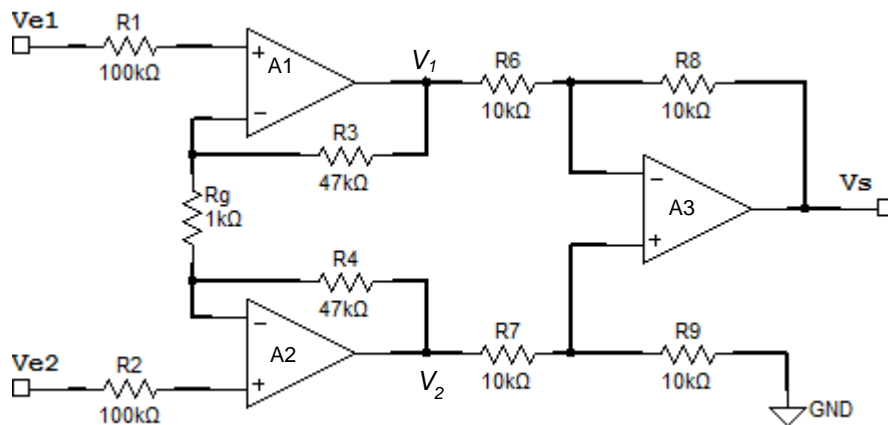 Ve1
R1
100kΩ
+
A1
−
V1
R6
10kΩ
R8
10kΩ
R3
47kΩ
Rg
1kΩ
−
A3
+
Vs
R4
47kΩ
−
A2
+
Ve2
R2
100kΩ
V2
R7
10kΩ
R9
10kΩ
GND